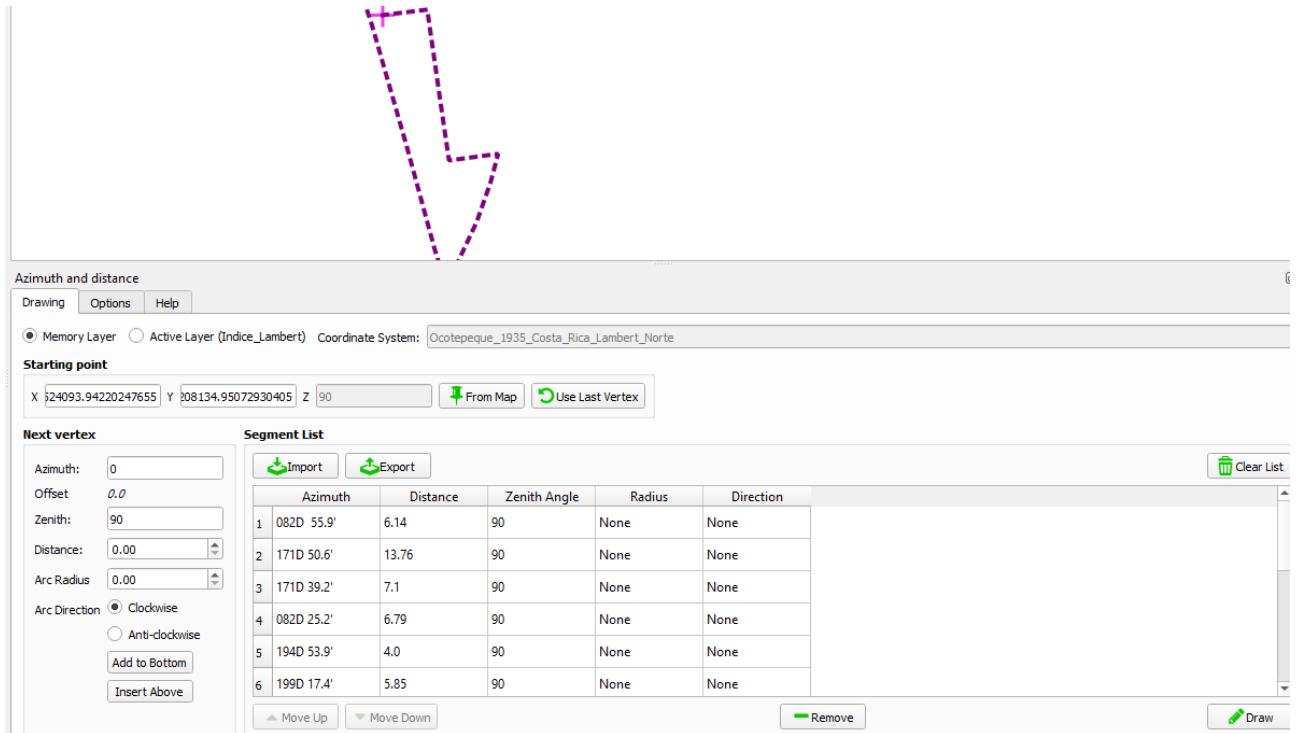 Azimuth and distance
Drawing Options Help
Memory Layer Active Layer (Indice_Lambert) Coordinate System: Ocotepeque_1935_Costa_Rica_Lambert_Norte
Starting point
X 524093.94220247655 Y 208134.95072930405 Z 90 From Map Use Last Vertex
Next vertex Segment List
Azimuth: 0 Import Export Clear List
Offset 0.0 Azimuth Distance Zenith Angle Radius Direction
Zenith: 90 1 082D 55.9' 6.14 90 None None
Distance: 0.00 2 171D 50.6' 13.76 90 None None
Arc Radius 0.00 3 171D 39.2' 7.1 90 None None
Arc Direction Clockwise 4 082D 25.2' 6.79 90 None None
Anti-clockwise 5 194D 53.9' 4.0 90 None None
Add to Bottom
Insert Above 6 199D 17.4' 5.85 90 None None
Move Up Move Down Remove Draw